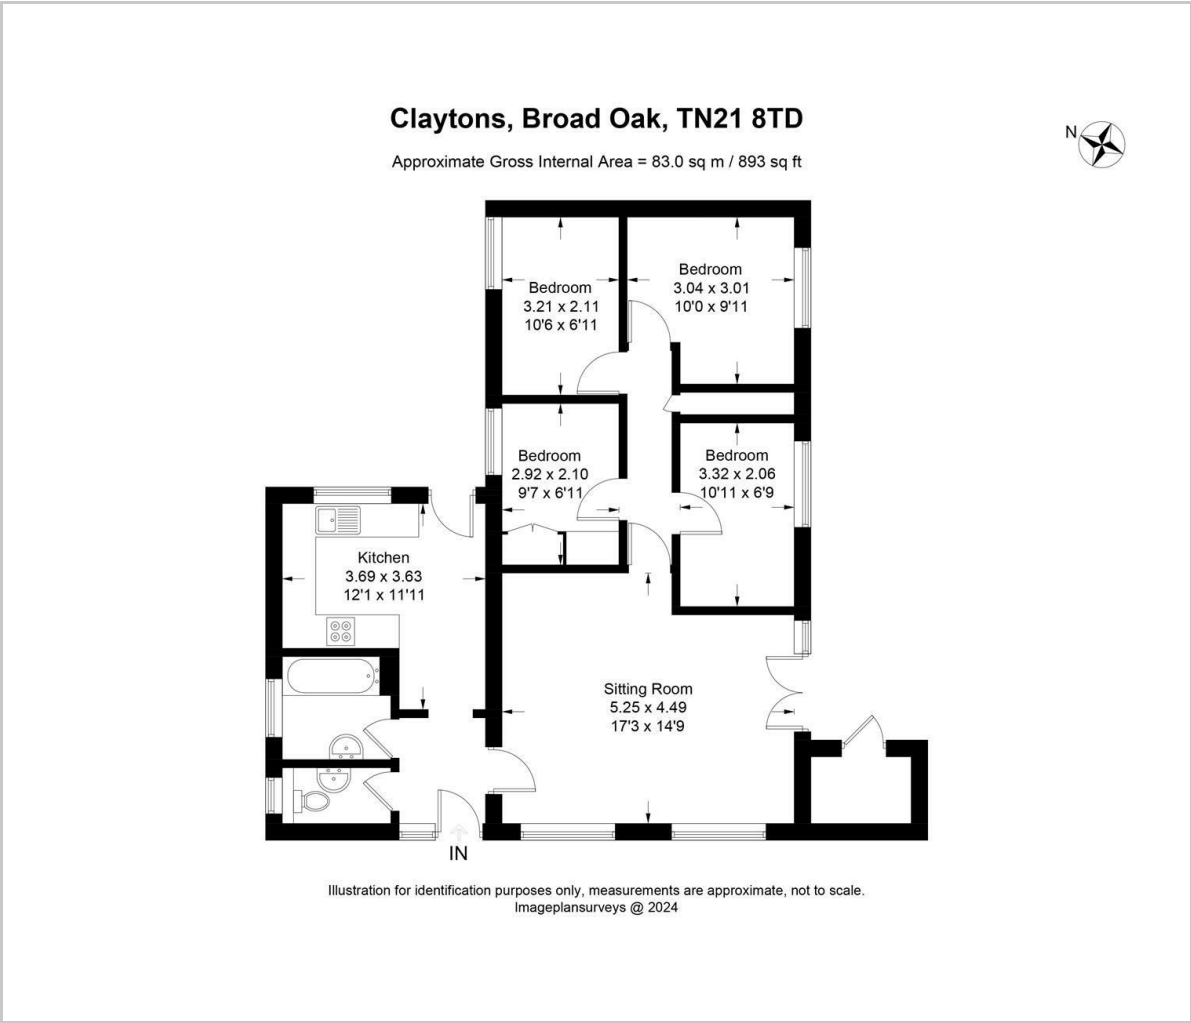 Claytons, Broad Oak, TN21 8TD
N
Approximate Gross Internal Area = 83.0 sq m / 893 sq ft
Bedroom
3.21 x 2.11
10'6 x 6'11
Bedroom
3.04 x 3.01
10'0 x 9'11
Bedroom
2.92 x 2.10
9'7 x 6'11
Bedroom
3.32 x 2.06
10'11 x 6'9
Kitchen
3.69 x 3.63
12'1 x 11'11
Sitting Room
5.25 x 4.49
17'3 x 14'9
IN
Illustration for identification purposes only, measurements are approximate, not to scale.
Imageplansurveys @ 2024